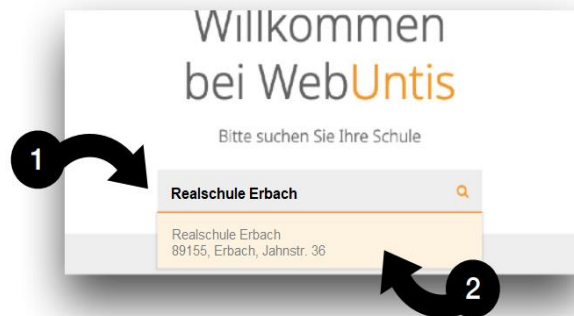 Willkommen
bei WebUntis
Bitte suchen Sie Ihre Schule
1
Realschule Erbach
Realschule Erbach
89155, Erbach, Jahnstr. 36
2